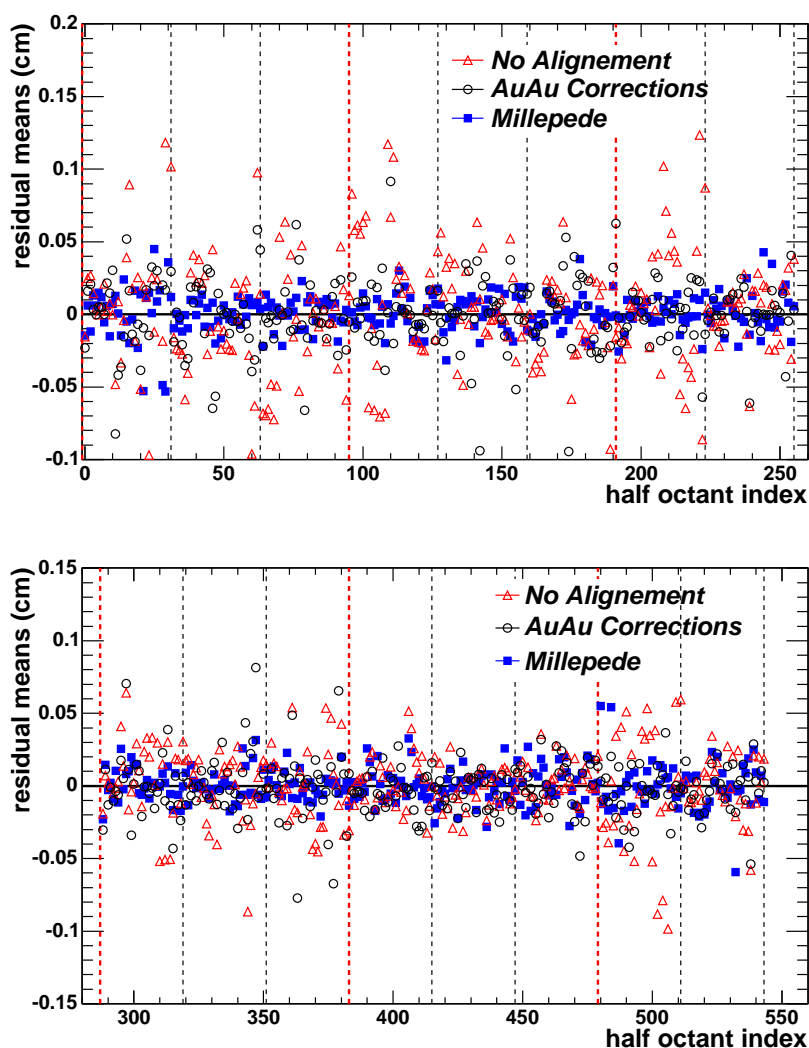 residual means (cm)
0.2
0.15
0.1
0.05
0
-0.05
-0.1
No Alignement
AuAu Corrections
Millepede
0 50 100 150 200 250
half octant index
residual means (cm)
0.15
0.1
0.05
0
-0.05
-0.1
-0.15
No Alignement
AuAu Corrections
Millepede
300 350 400 450 500 550
half octant index